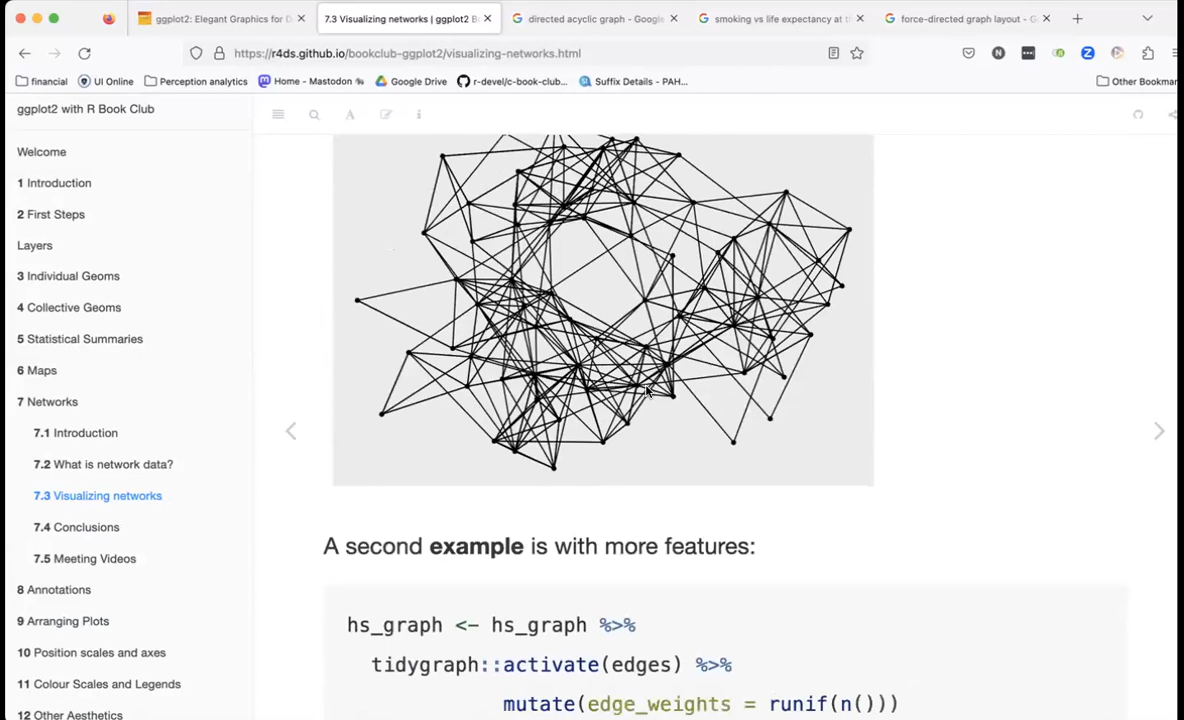 ggplot2: Elegant Graphics for D
7.3 Visualizing networks | ggplot2 B
directed acyclic graph - Google
smoking vs life expectancy at t
force-directed graph layout - G
https://r4ds.github.io/bookclub-ggplot2/visualizing-networks.html
financial
UI Online
Perception analytics
Home - Mastodon
Google Drive
r-devel/c-book-club...
Suffix Details - PAH...
Other Bookmar
ggplot2 with R Book Club
Welcome
1 Introduction
2 First Steps
Layers
3 Individual Geoms
4 Collective Geoms
5 Statistical Summaries
6 Maps
7 Networks
7.1 Introduction
7.2 What is network data?
7.3 Visualizing networks
7.4 Conclusions
7.5 Meeting Videos
8 Annotations
9 Arranging Plots
10 Position scales and axes
11 Colour Scales and Legends
12 Other Aesthetics
A second example is with more features:
hs_graph <- hs_graph %>%
tidygraph::activate(edges) %>%
mutate(edge_weights = runif(n()))